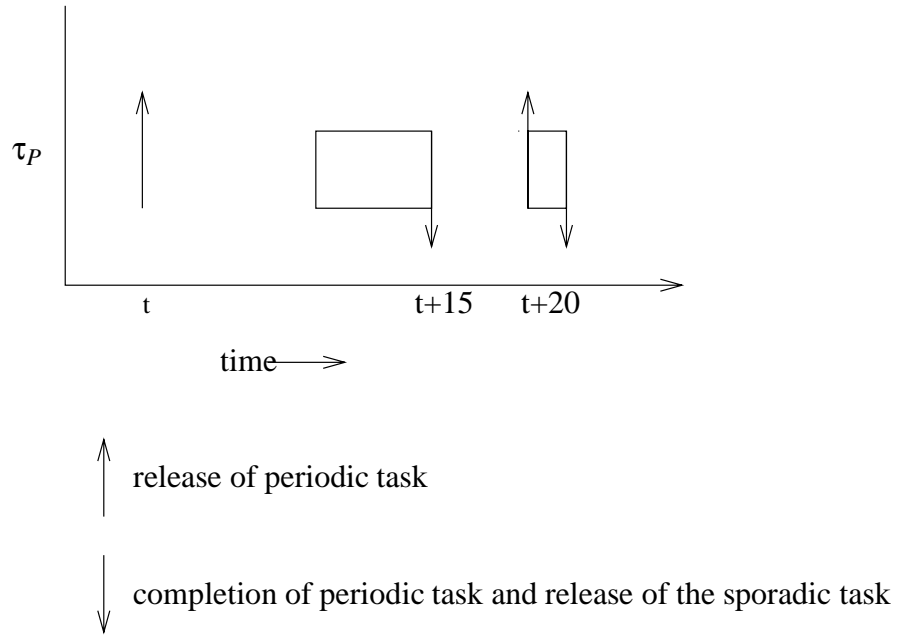 τP
t t+15 t+20
time
release of periodic task
completion of periodic task and release of the sporadic task